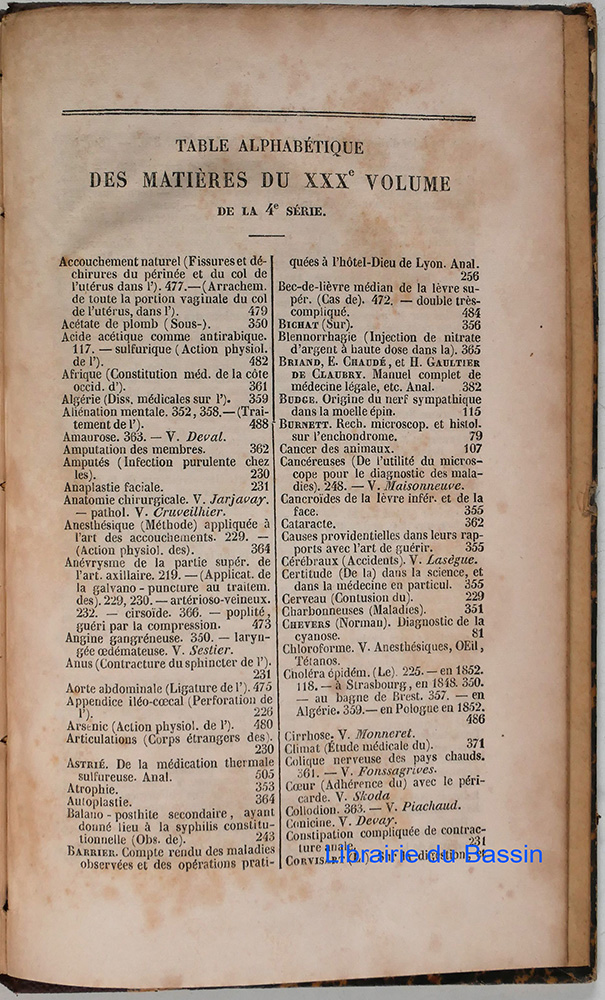 TABLE ALPHABÉTIQUE
DES MATIÈRES DU XXXe VOLUME
DE LA 4e SÉRIE.
Accouchement naturel (Fissures et dé-
chirures du périnée et du col de
l'utérus dans l'). 477.—(Arrachem.
de toute la portion vaginale du col
de l'utérus, dans l'). 479
Acétate de plomb (Sous-). 350
Acide acétique comme antirabique.
117. — sulfurique (Action physiol.
de l'). 482
Afrique (Constitution méd. de la côte
occid. d'). 361
Algérie (Diss. médicales sur l'). 359
Aliénation mentale. 352, 358.—(Trai-
tement de l'). 488
Amaurose. 363. — V. Deval.
Amputation des membres. 362
Amputés (Infection purulente chez
les). 230
Anaplastie faciale. 231
Anatomie chirurgicale. V. Jarjavay.
— pathol. V. Cruveilhier.
Anesthésique (Méthode) appliquée à
l'art des accouchements. 229. —
(Action physiol. des). 364
Anévrysme de la partie supér. de
l'art. axillaire. 219. — (Applicat. de
la galvano-puncture au traitem.
des). 229, 230. — artérioso-veineux.
232. — cirsoïde. 366. — poplité,
guéri par la compression. 473
Angine gangréneuse. 350. — laryn-
gée œdémateuse. V. Sestier.
Anus (Contracture du sphincter de l').
231
Aorte abdominale (Ligature de l'). 475
Appendice iléo-cœcal (Perforation de
l'). 226
Arsenic (Action physiol. de l'). 480
Articulations (Corps étrangers des).
230
ASTRIÉ. De la médication thermale
sulfureuse. Anal. 505
Atrophie. 353
Autoplastie. 364
Balano-posthite secondaire, ayant
donné lieu à la syphilis constitu-
tionnelle (Obs. de). 243
BARRIER. Compte rendu des maladies
observées et des opérations prati-
quées à l'hôtel-Dieu de Lyon. Anal.
256
Bec-de-lièvre médian de la lèvre su-
pér. (Cas de). 472. — double très-
compliqué. 484
BICHAT (Sur). 356
Blennorrhagie (Injection de nitrate
d'argent à haute dose dans la). 365
BRIAND, E. CHAUDÉ, et H. GAULTIER
DE CLAUBRY. Manuel complet de
médecine légale, etc. Anal. 382
BUDGE. Origine du nerf sympathique
dans la moelle épin. 115
BURNETT. Rech. microscop. et histol.
sur l'enchondrome. 79
Cancer des animaux. 107
Cancéreuses (De l'utilité du micros-
cope pour le diagnostic des mala-
dies). 248. — V. Maisonneuve.
Cancroïdes de la lèvre infér. et de la
face. 355
Cataracte. 362
Causes providentielles dans leurs rap-
ports avec l'art de guérir. 355
Cérébraux (Accidents). V. Lasègue.
Certitude (De la) dans la science, et
dans la médecine en particul. 355
Cerveau (Contusion du). 229
Charbonneuses (Maladies). 351
CHEVERS (Norman). Diagnostic de la
cyanose. 81
Chloroforme. V. Anesthésiques, OEil,
Tétanos.
Choléra épidém. (Le). 225. — en 1852.
118. — à Strasbourg, en 1848. 350.
— au bagne de Brest. 357. — en
Algérie. 359.— en Pologne en 1852.
486
Cirrhose. V. Monneret.
Climat (Étude médicale du). 371
Colique nerveuse des pays chauds.
361. — V. Fonssagrives.
Cœur (Adhérence du) avec le péri-
carde. V. Skoda
Collodion. 363. — V. Piachaud.
Conicine. V. Devay.
Constipation compliquée de contrac-
ture anale. 231
Librairie du Bassin